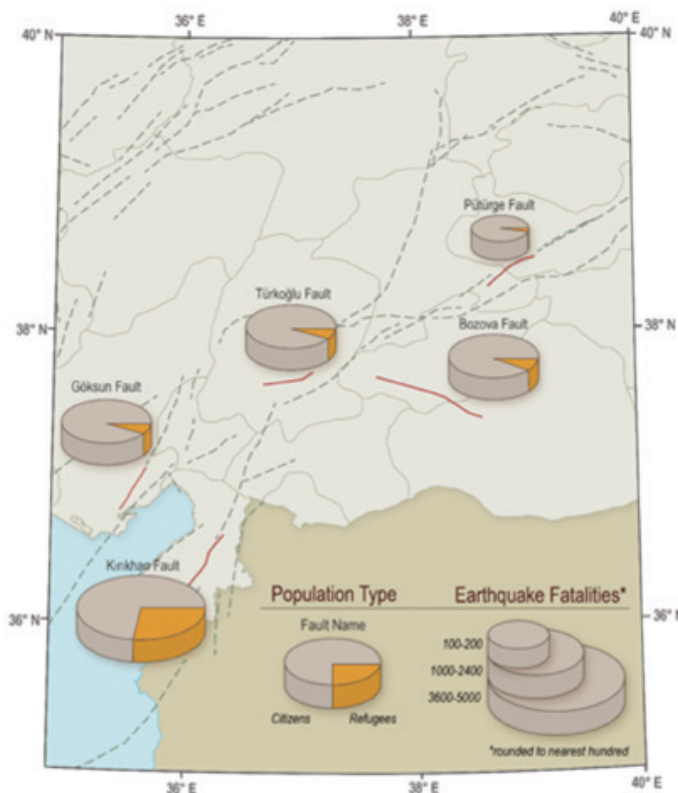 36° E
38° E
40° E
40° N
40° N
Pütürge Fault
Türkoğlu Fault
38° N
38° N
Bozova Fault
Göksun Fault
Kırıkhan Fault
36° N
36° N
Population Type
Earthquake Fatalities*
Fault Name
100-200
1000-2400
3600-5000
Citizens
Refugees
*rounded to nearest hundred
36° E
38° E
40° E